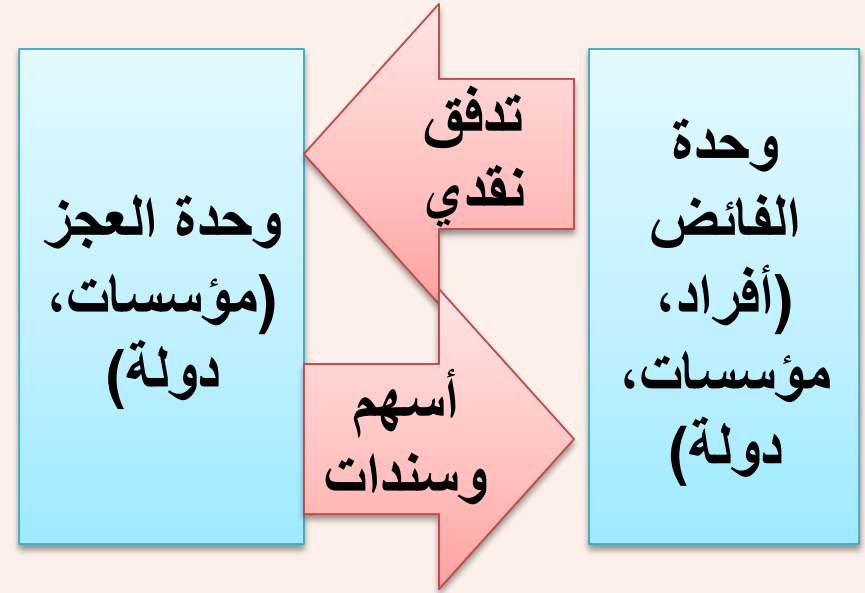 وحدة
الفائض
(أفراد،
مؤسسات،
دولة)
تدفق
نقدي
أسهم
وسندات
وحدة العجز
(مؤسسات،
دولة)